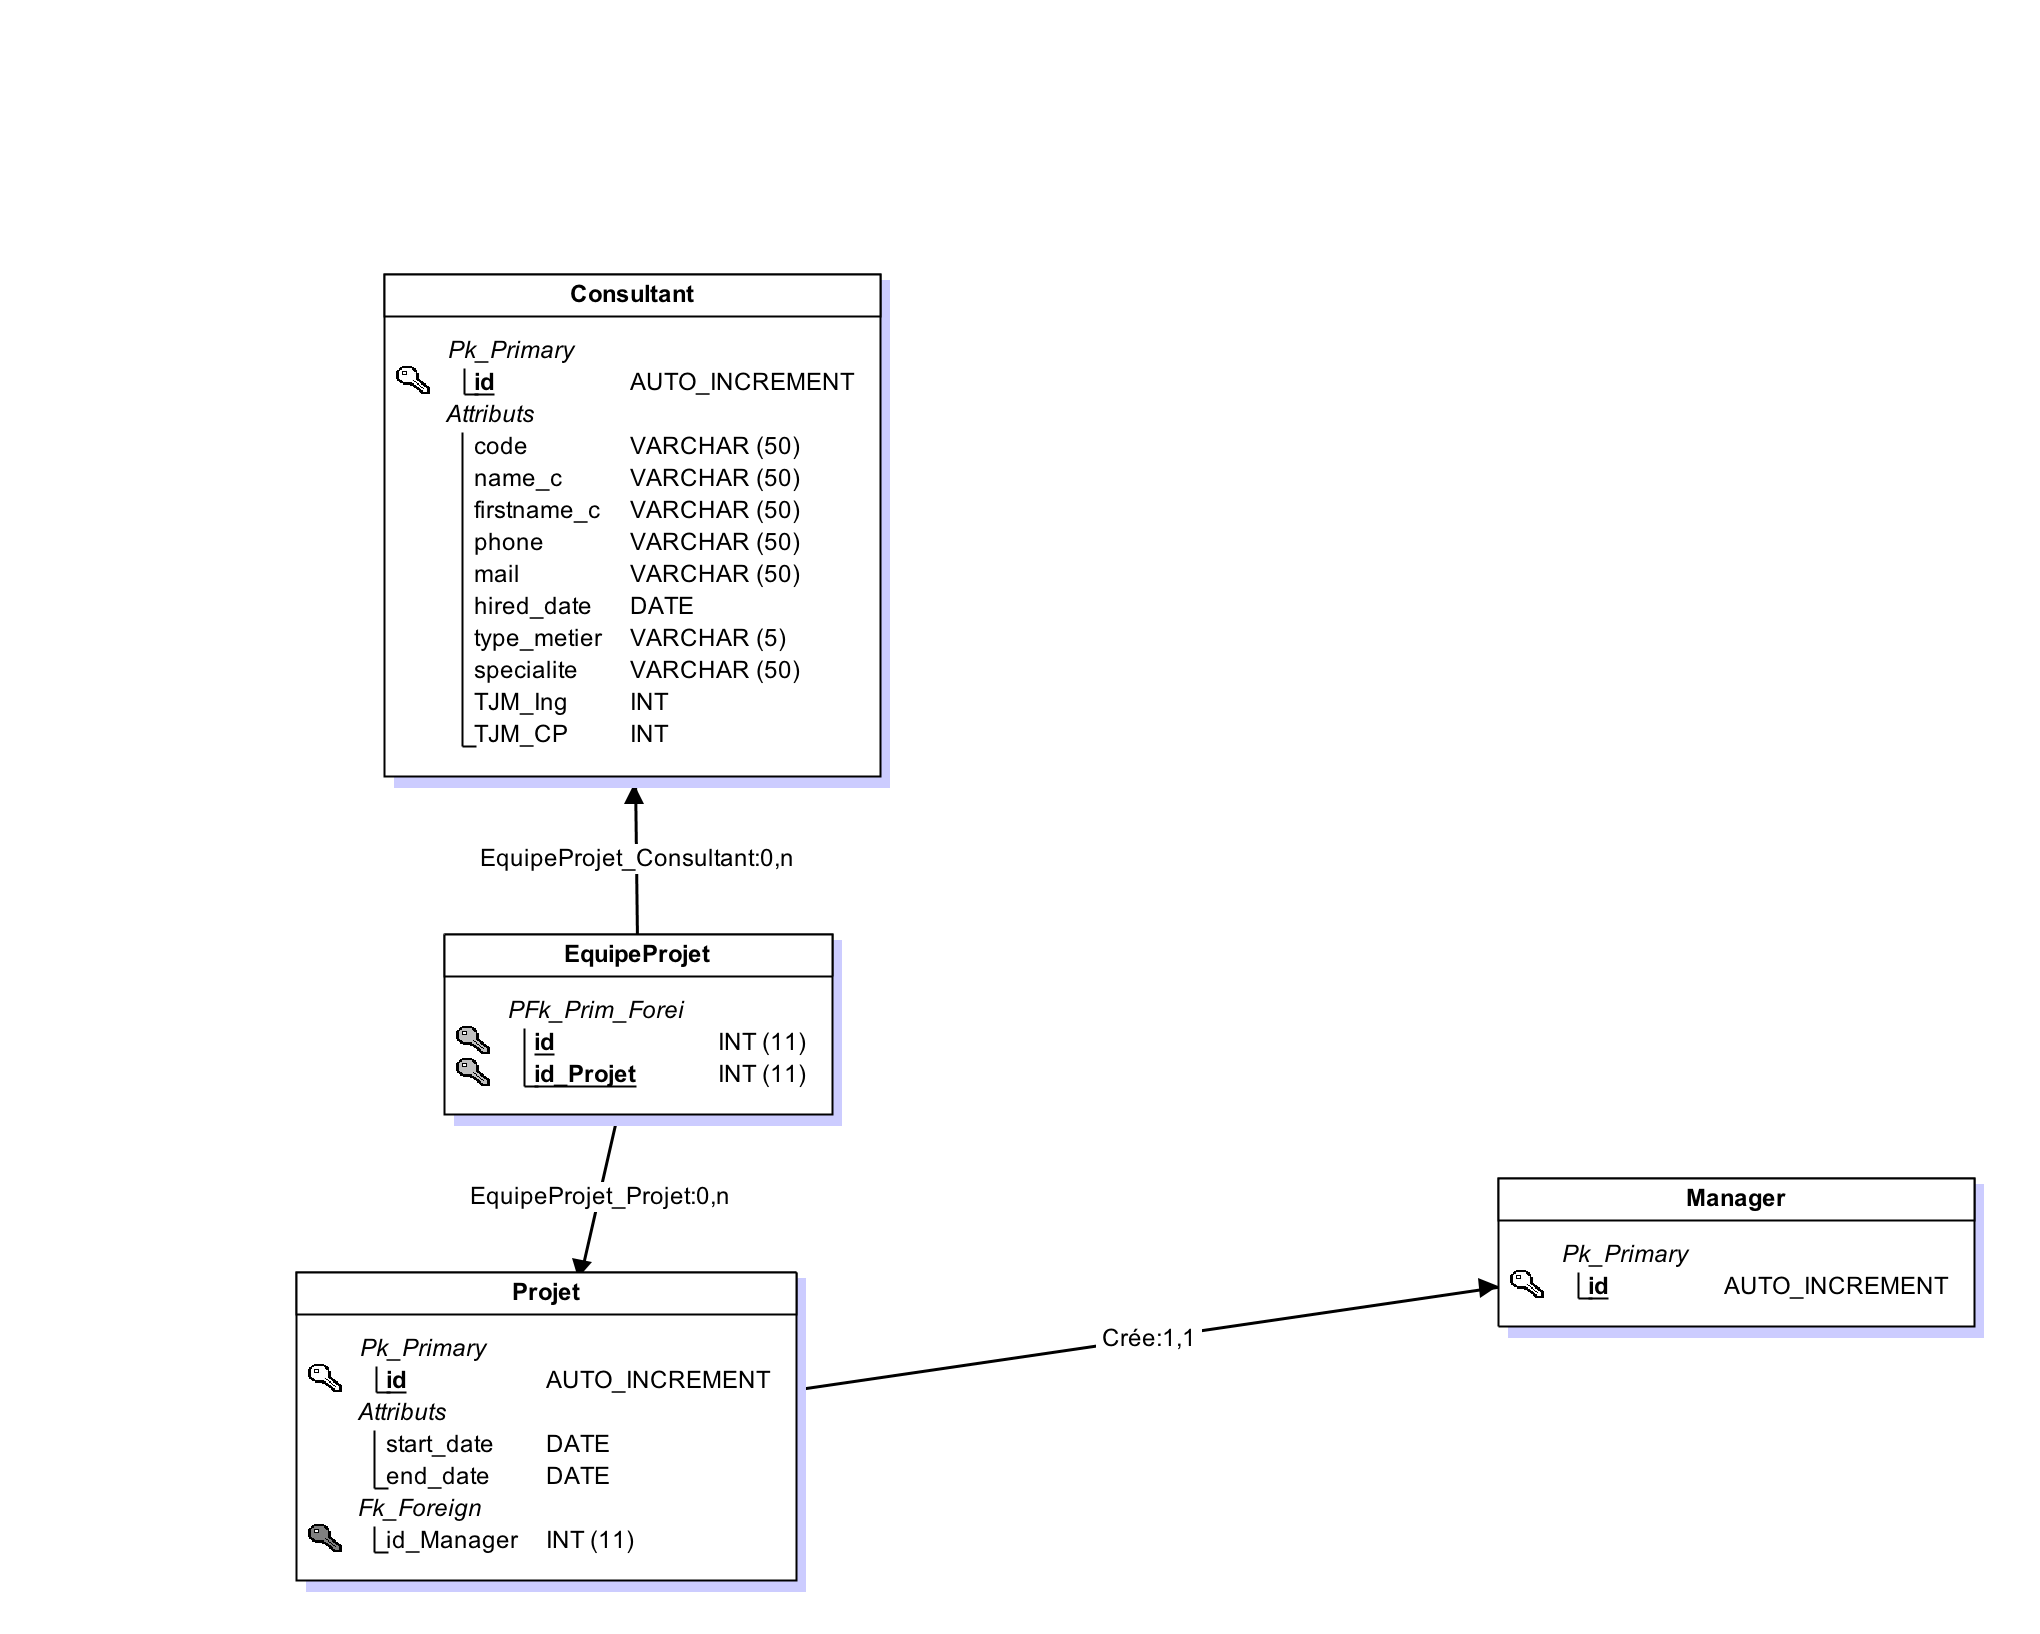 Consultant
Pk_Primary
id AUTO_INCREMENT
Attributs
code VARCHAR (50)
name_c VARCHAR (50)
firstname_c VARCHAR (50)
phone VARCHAR (50)
mail VARCHAR (50)
hired_date DATE
type_metier VARCHAR (5)
specialite VARCHAR (50)
TJM_Ing INT
TJM_CP INT
EquipeProjet_Consultant:0,n
EquipeProjet
PFk_Prim_Forei
id INT (11)
id_Projet INT (11)
EquipeProjet_Projet:0,n
Projet
Pk_Primary
id AUTO_INCREMENT
Attributs
start_date DATE
end_date DATE
Fk_Foreign
id_Manager INT (11)
Crée:1,1
Manager
Pk_Primary
id AUTO_INCREMENT